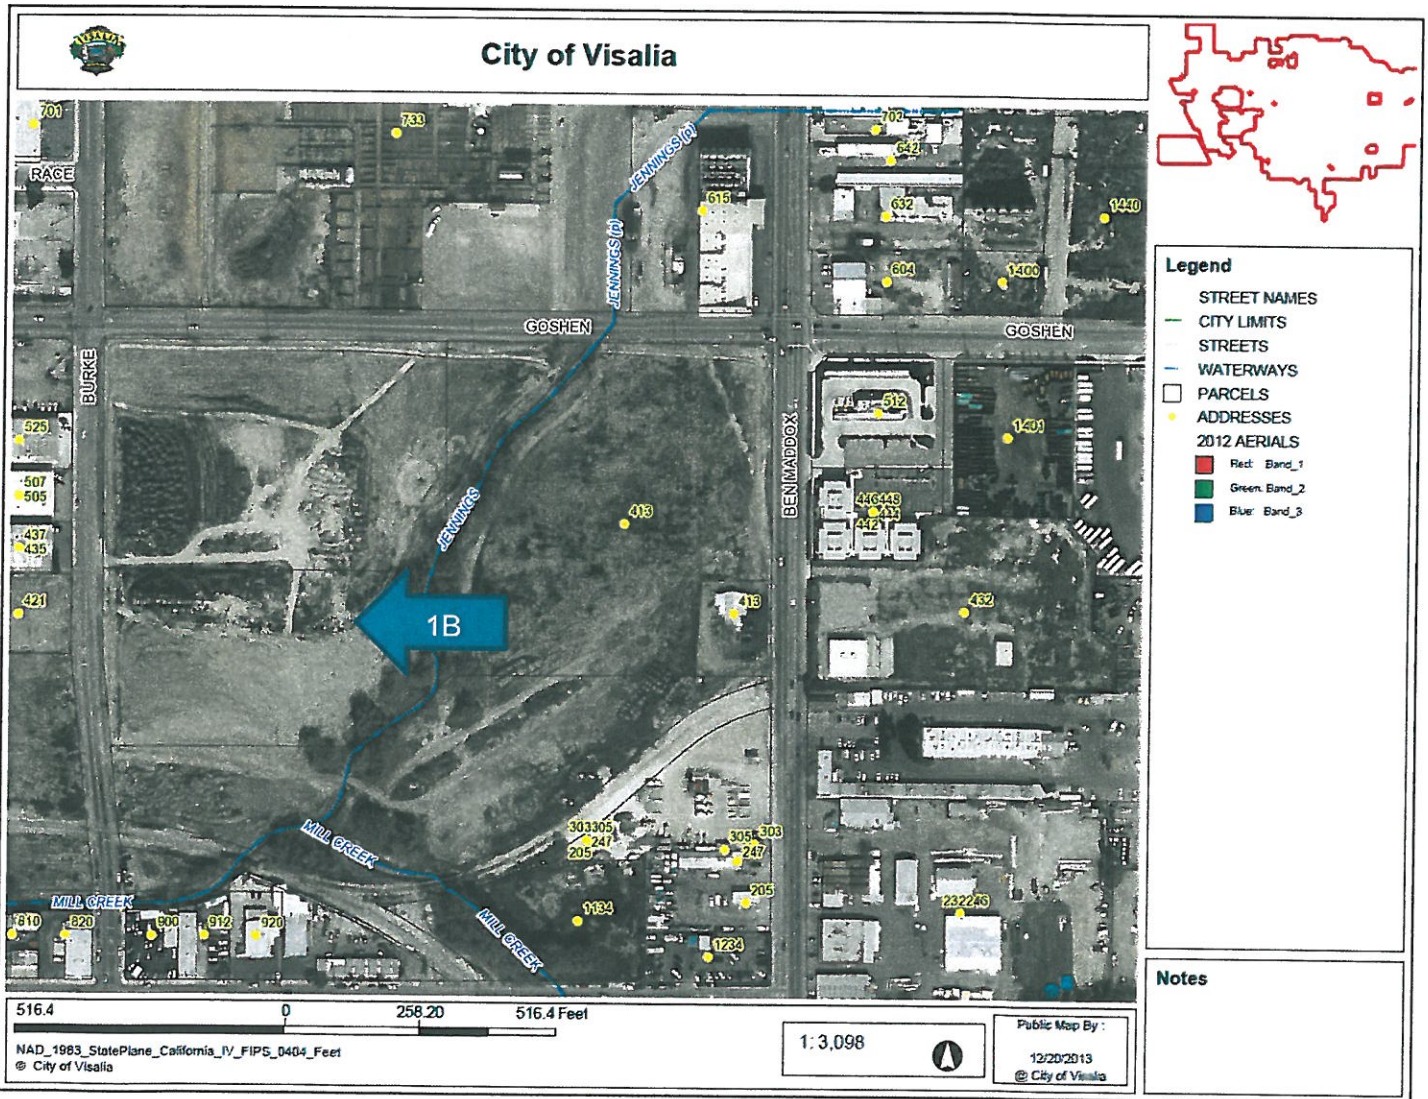 VISALIA
City of Visalia
701
733
JENNINGS (p)
702
642
RACE
615
632
1440
JENNINGS (p)
604
1400
GOSHEN
GOSHEN
BURKE
525
507
505
437
435
421
JENNINGS
413
BEN MADDOX
512
1401
446448
442444
1B
413
432
303305
247
205
305
303
247
205
MILL CREEK
MILL CREEK
MILL CREEK
810
820
900
912
920
1134
1234
232246
Legend
STREET NAMES
CITY LIMITS
STREETS
WATERWAYS
PARCELS
ADDRESSES
2012 AERIALS
Red: Band_1
Green: Band_2
Blue: Band_3
Notes
516.4 0 258.20 516.4 Feet
NAD_1983_StatePlane_California_IV_FIPS_0404_Feet
© City of Visalia
1: 3,098
Public Map By :
12/20/2013
@ City of Visalia